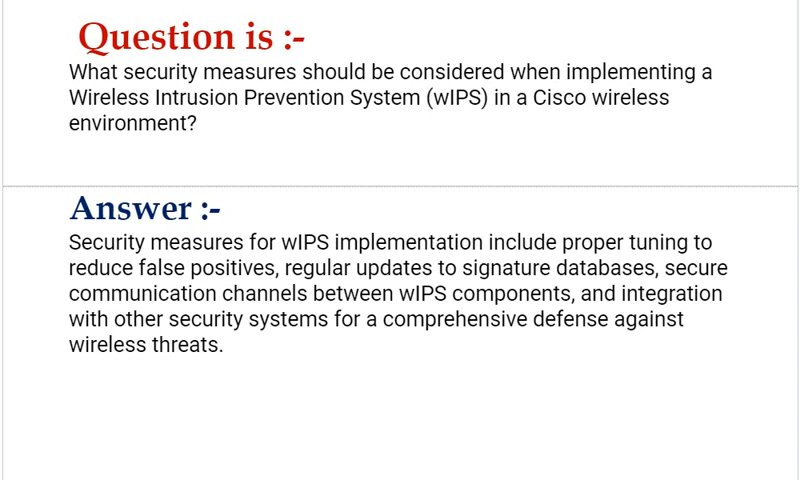 Question is :-
What security measures should be considered when implementing a
Wireless Intrusion Prevention System (wIPS) in a Cisco wireless
environment?
Answer :-
Security measures for wIPS implementation include proper tuning to
reduce false positives, regular updates to signature databases, secure
communication channels between wIPS components, and integration
with other security systems for a comprehensive defense against
wireless threats.